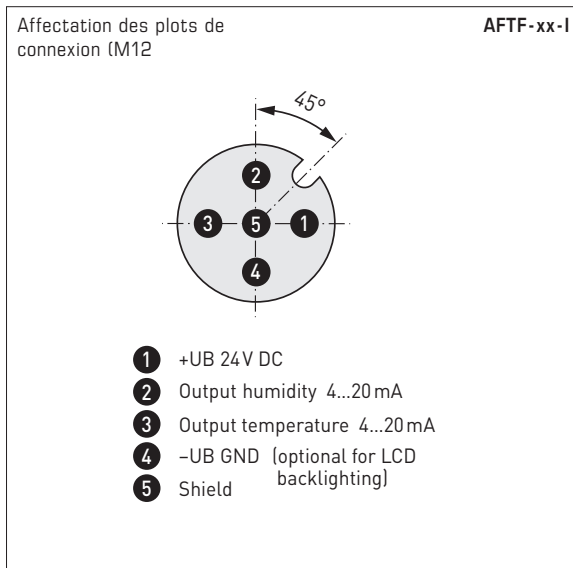 Affectation des plots de
connexion (M12
AFTF-xx-I
45°
2
3 5 1
4
1 +UB 24 V DC
2 Output humidity 4...20 mA
3 Output temperature 4...20 mA
4 –UB GND (optional for LCD
backlighting)
5 Shield